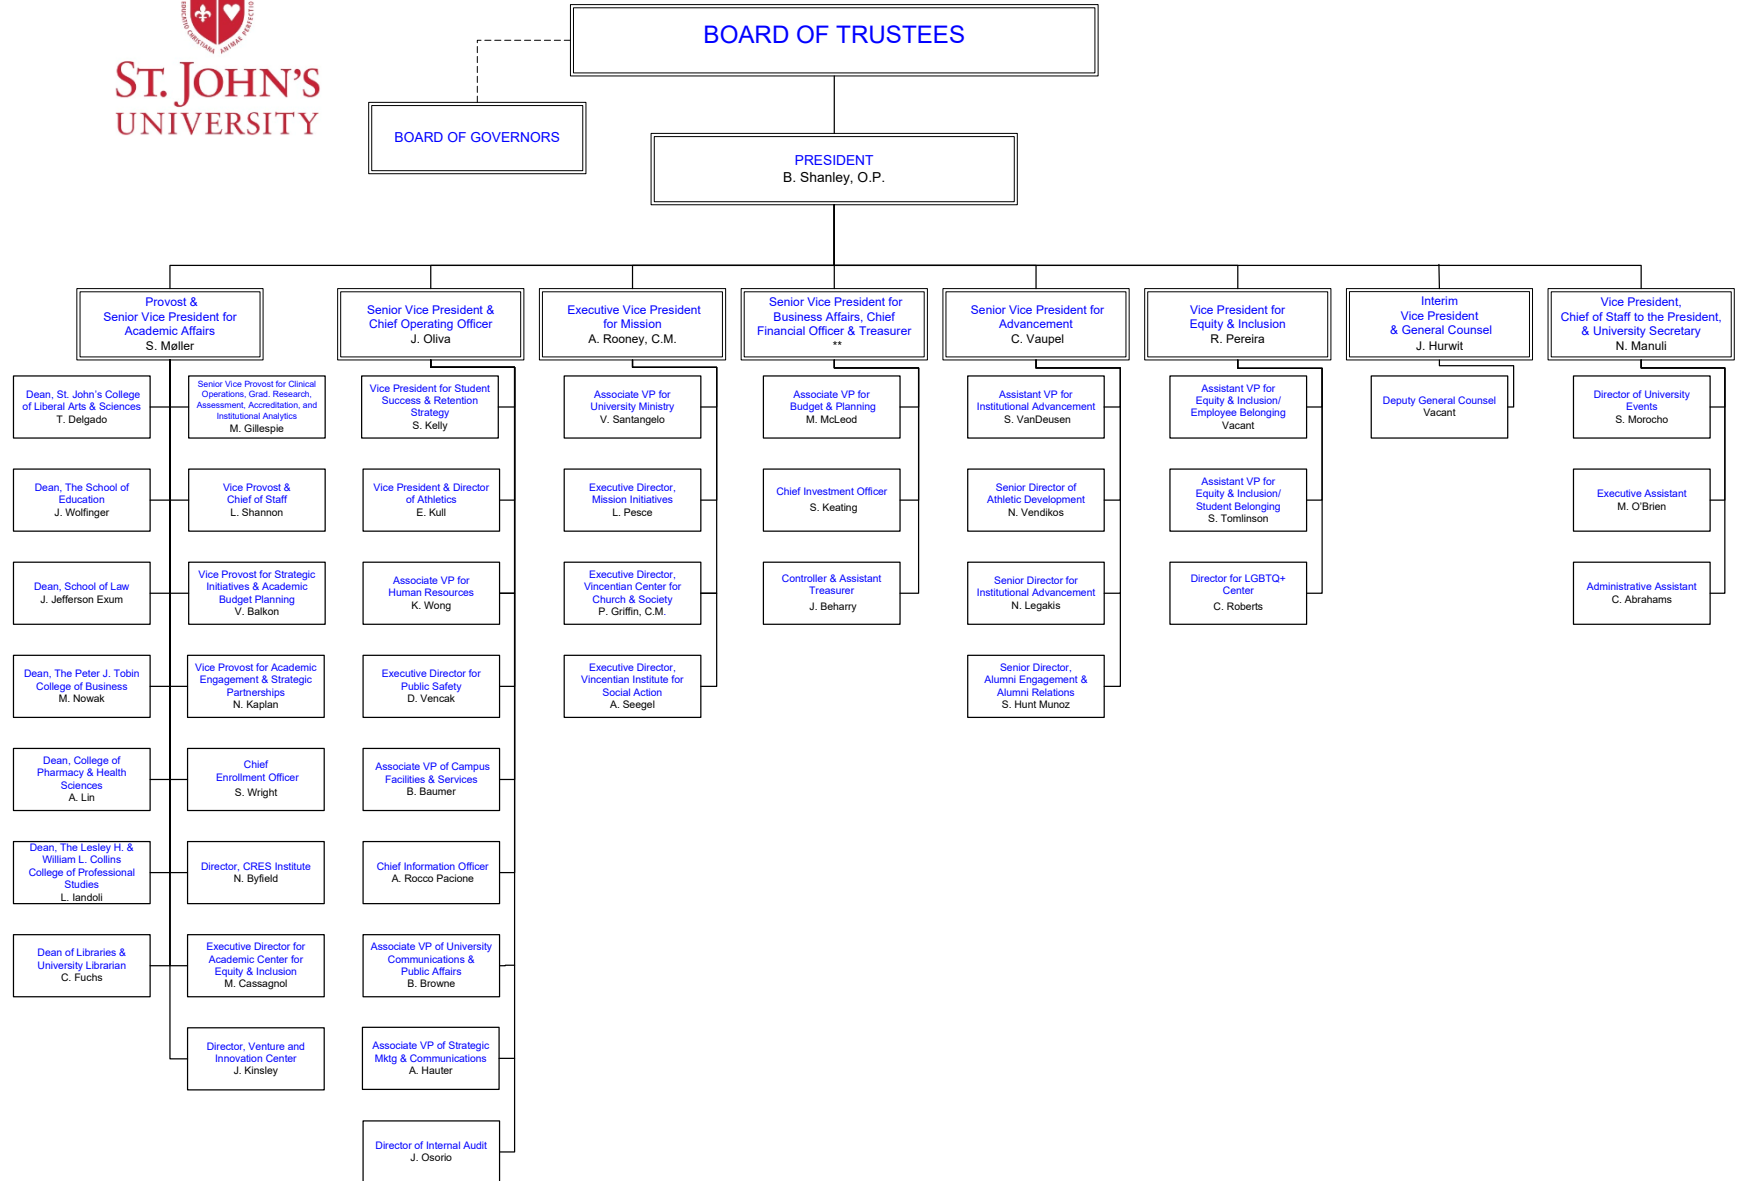 EDUCATIO CHRISTIANA ANIMAE PERFECTIO
ST. JOHN'S
UNIVERSITY
BOARD OF TRUSTEES
BOARD OF GOVERNORS
PRESIDENT
B. Shanley, O.P.
Provost &
Senior Vice President for
Academic Affairs
S. Møller
Senior Vice President &
Chief Operating Officer
J. Oliva
Executive Vice President
for Mission
A. Rooney, C.M.
Senior Vice President for
Business Affairs, Chief
Financial Officer & Treasurer
**
Senior Vice President for
Advancement
C. Vaupel
Vice President for
Equity & Inclusion
R. Pereira
Interim
Vice President
& General Counsel
J. Hurwit
Vice President,
Chief of Staff to the President,
& University Secretary
N. Manuli
Dean, St. John's College
of Liberal Arts & Sciences
T. Delgado
Dean, The School of
Education
J. Wolfinger
Dean, School of Law
J. Jefferson Exum
Dean, The Peter J. Tobin
College of Business
M. Nowak
Dean, College of
Pharmacy & Health
Sciences
A. Lin
Dean, The Lesley H. &
William L. Collins
College of Professional
Studies
L. Iandoli
Dean of Libraries &
University Librarian
C. Fuchs
Senior Vice Provost for Clinical
Operations, Grad. Research,
Assessment, Accreditation, and
Institutional Analytics
M. Gillespie
Vice Provost &
Chief of Staff
L. Shannon
Vice Provost for Strategic
Initiatives & Academic
Budget Planning
V. Balkon
Vice Provost for Academic
Engagement & Strategic
Partnerships
N. Kaplan
Chief
Enrollment Officer
S. Wright
Director, CRES Institute
N. Byfield
Executive Director for
Academic Center for
Equity & Inclusion
M. Cassagnol
Director, Venture and
Innovation Center
J. Kinsley
Vice President for Student
Success & Retention
Strategy
S. Kelly
Vice President & Director
of Athletics
E. Kull
Associate VP for
Human Resources
K. Wong
Executive Director for
Public Safety
D. Vencak
Associate VP of Campus
Facilities & Services
B. Baumer
Chief Information Officer
A. Rocco Pacione
Associate VP of University
Communications &
Public Affairs
B. Browne
Associate VP of Strategic
Mktg & Communications
A. Hauter
Director of Internal Audit
J. Osorio
Associate VP for
University Ministry
V. Santangelo
Executive Director,
Mission Initiatives
L. Pesce
Executive Director,
Vincentian Center for
Church & Society
P. Griffin, C.M.
Executive Director,
Vincentian Institute for
Social Action
A. Seegel
Associate VP for
Budget & Planning
M. McLeod
Chief Investment Officer
S. Keating
Controller & Assistant
Treasurer
J. Beharry
Assistant VP for
Institutional Advancement
S. VanDeusen
Senior Director of
Athletic Development
N. Vendikos
Senior Director for
Institutional Advancement
N. Legakis
Senior Director,
Alumni Engagement &
Alumni Relations
S. Hunt Munoz
Assistant VP for
Equity & Inclusion/
Employee Belonging
Vacant
Assistant VP for
Equity & Inclusion/
Student Belonging
S. Tomlinson
Director for LGBTQ+
Center
C. Roberts
Deputy General Counsel
Vacant
Director of University
Events
S. Morocho
Executive Assistant
M. O'Brien
Administrative Assistant
C. Abrahams